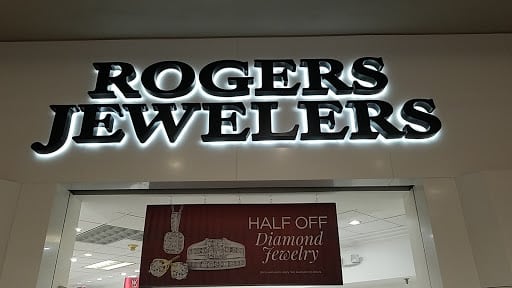 ROGERS
JEWELERS
HALF OFF
Diamond
Jewelry